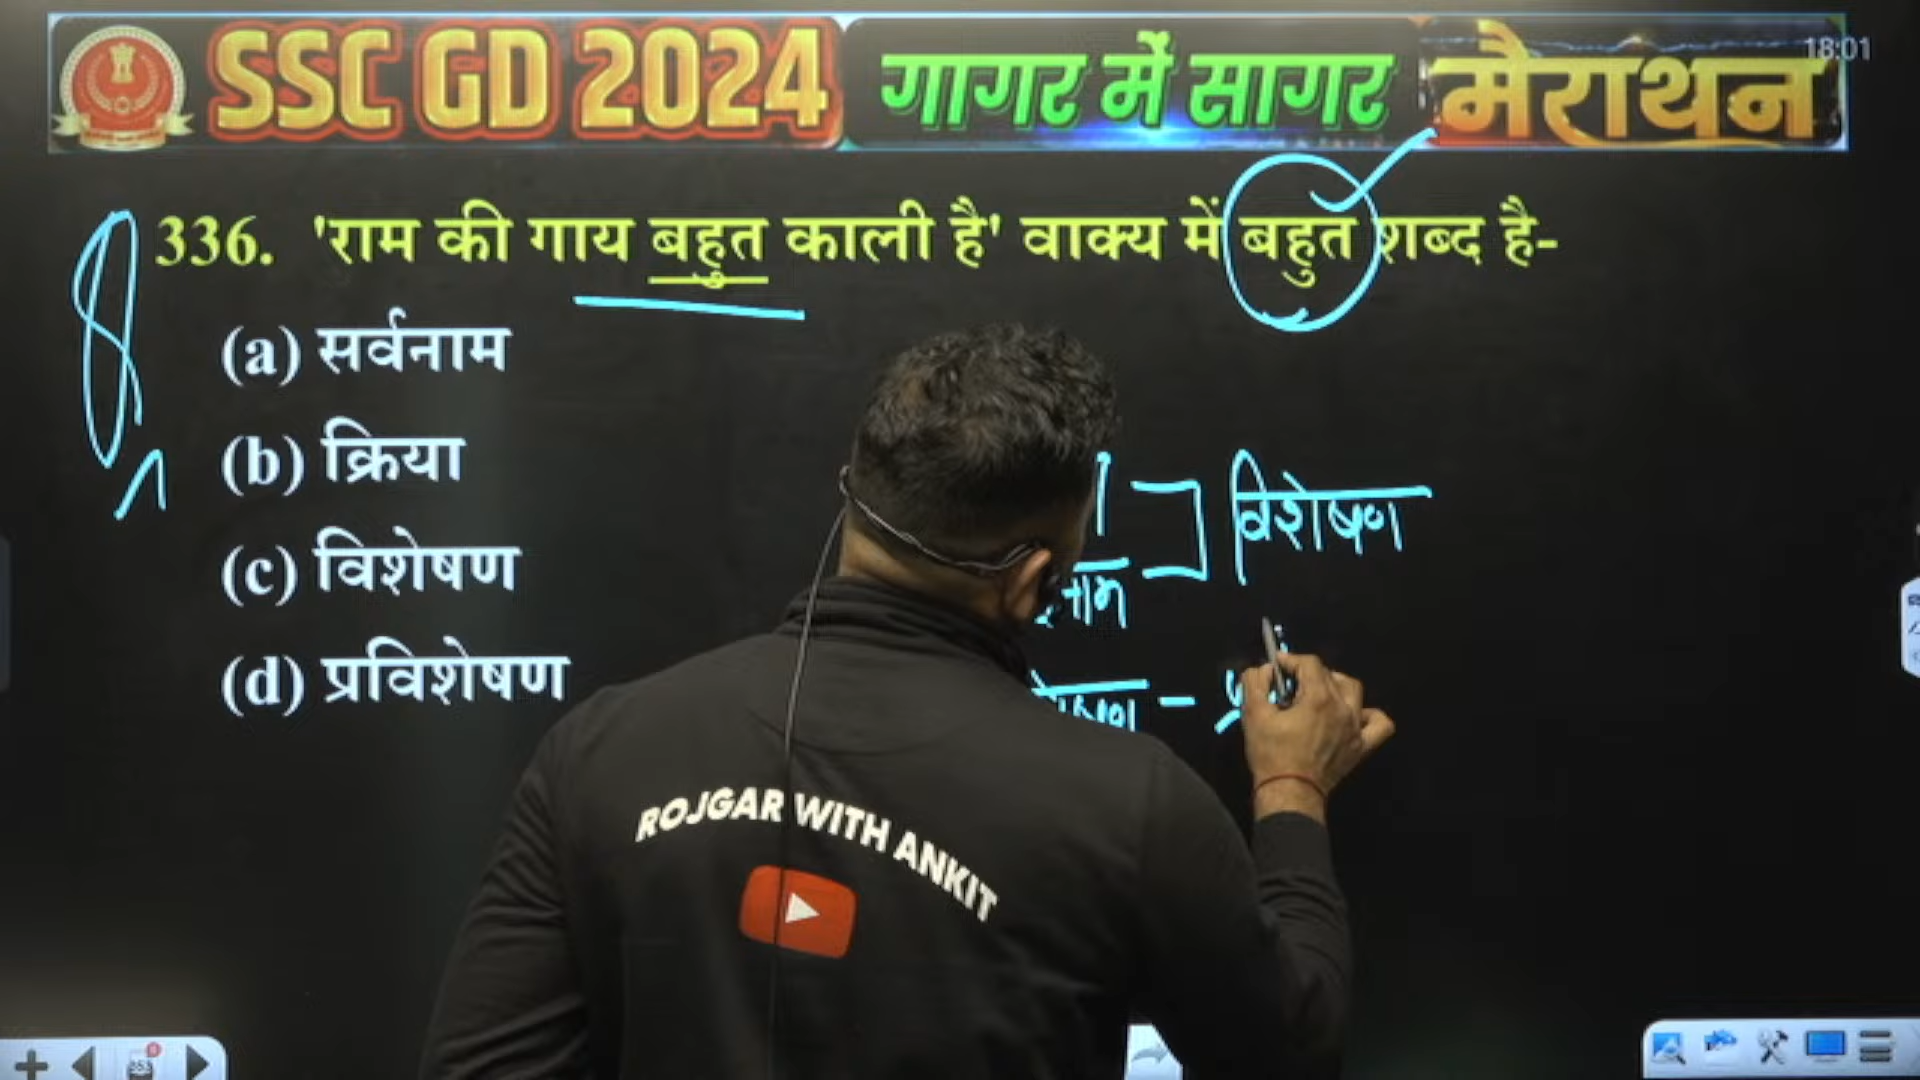 SSC GD 2024 गागर में सागर मैराथन
18:01
336. 'राम की गाय बहुत काली है' वाक्य में बहुत शब्द है-
(a) सर्वनाम
(b) क्रिया
(c) विशेषण
(d) प्रविशेषण
विशेषण
ROJGAR WITH ANKIT